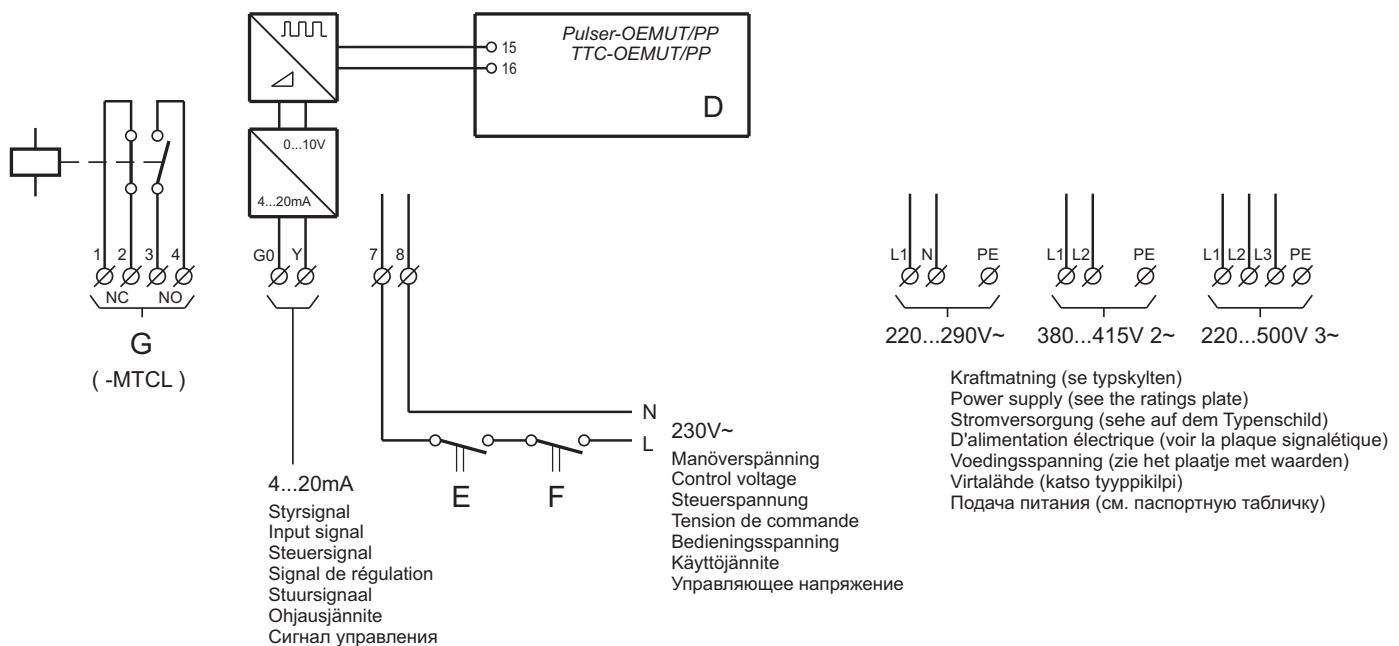 Pulser-OEMUT/PP
TTC-OEMUT/PP
15
16
D
0...10V
4...20mA
1 2 3 4
NC NO
G
( -MTCL )
G0 Y
7 8
L1 N PE
220...290V~
L1 L2 PE
380...415V 2~
L1 L2 L3 PE
220...500V 3~
Kraftmatning (se typskylten)
Power supply (see the ratings plate)
Stromversorgung (sehe auf dem Typenschild)
D'alimentation électrique (voir la plaque signalétique)
Voedingsspanning (zie het plaatje met waarden)
Virtalähde (katso tyyppikilpi)
Подача питания (см. паспортную табличку)
N
L
E F
230V~
Manöverspänning
Control voltage
Steuerspannung
Tension de commande
Bedieningsspanning
Käyttöjännite
Управляющее напряжение
4...20mA
Styrsignal
Input signal
Steuersignal
Signal de régulation
Stuursignaal
Ohjausjännite
Сигнал управления